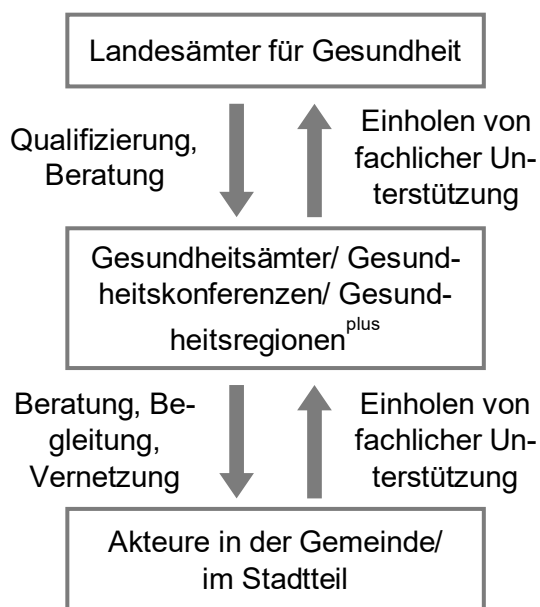 Landesämter für Gesundheit
Qualifizierung,
Beratung
Einholen von
fachlicher Un-
terstützung
Gesundheitsämter/ Gesund-
heitskonferenzen/ Gesund-
heitsregionenplus
Beratung, Be-
gleitung,
Vernetzung
Einholen von
fachlicher Un-
terstützung
Akteure in der Gemeinde/
im Stadtteil